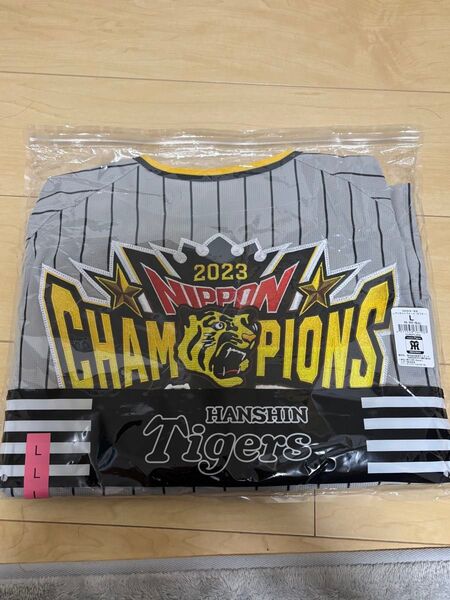 2023
NIPPON
CHAMPIONS
HANSHIN
Tigers
L
L
L
L